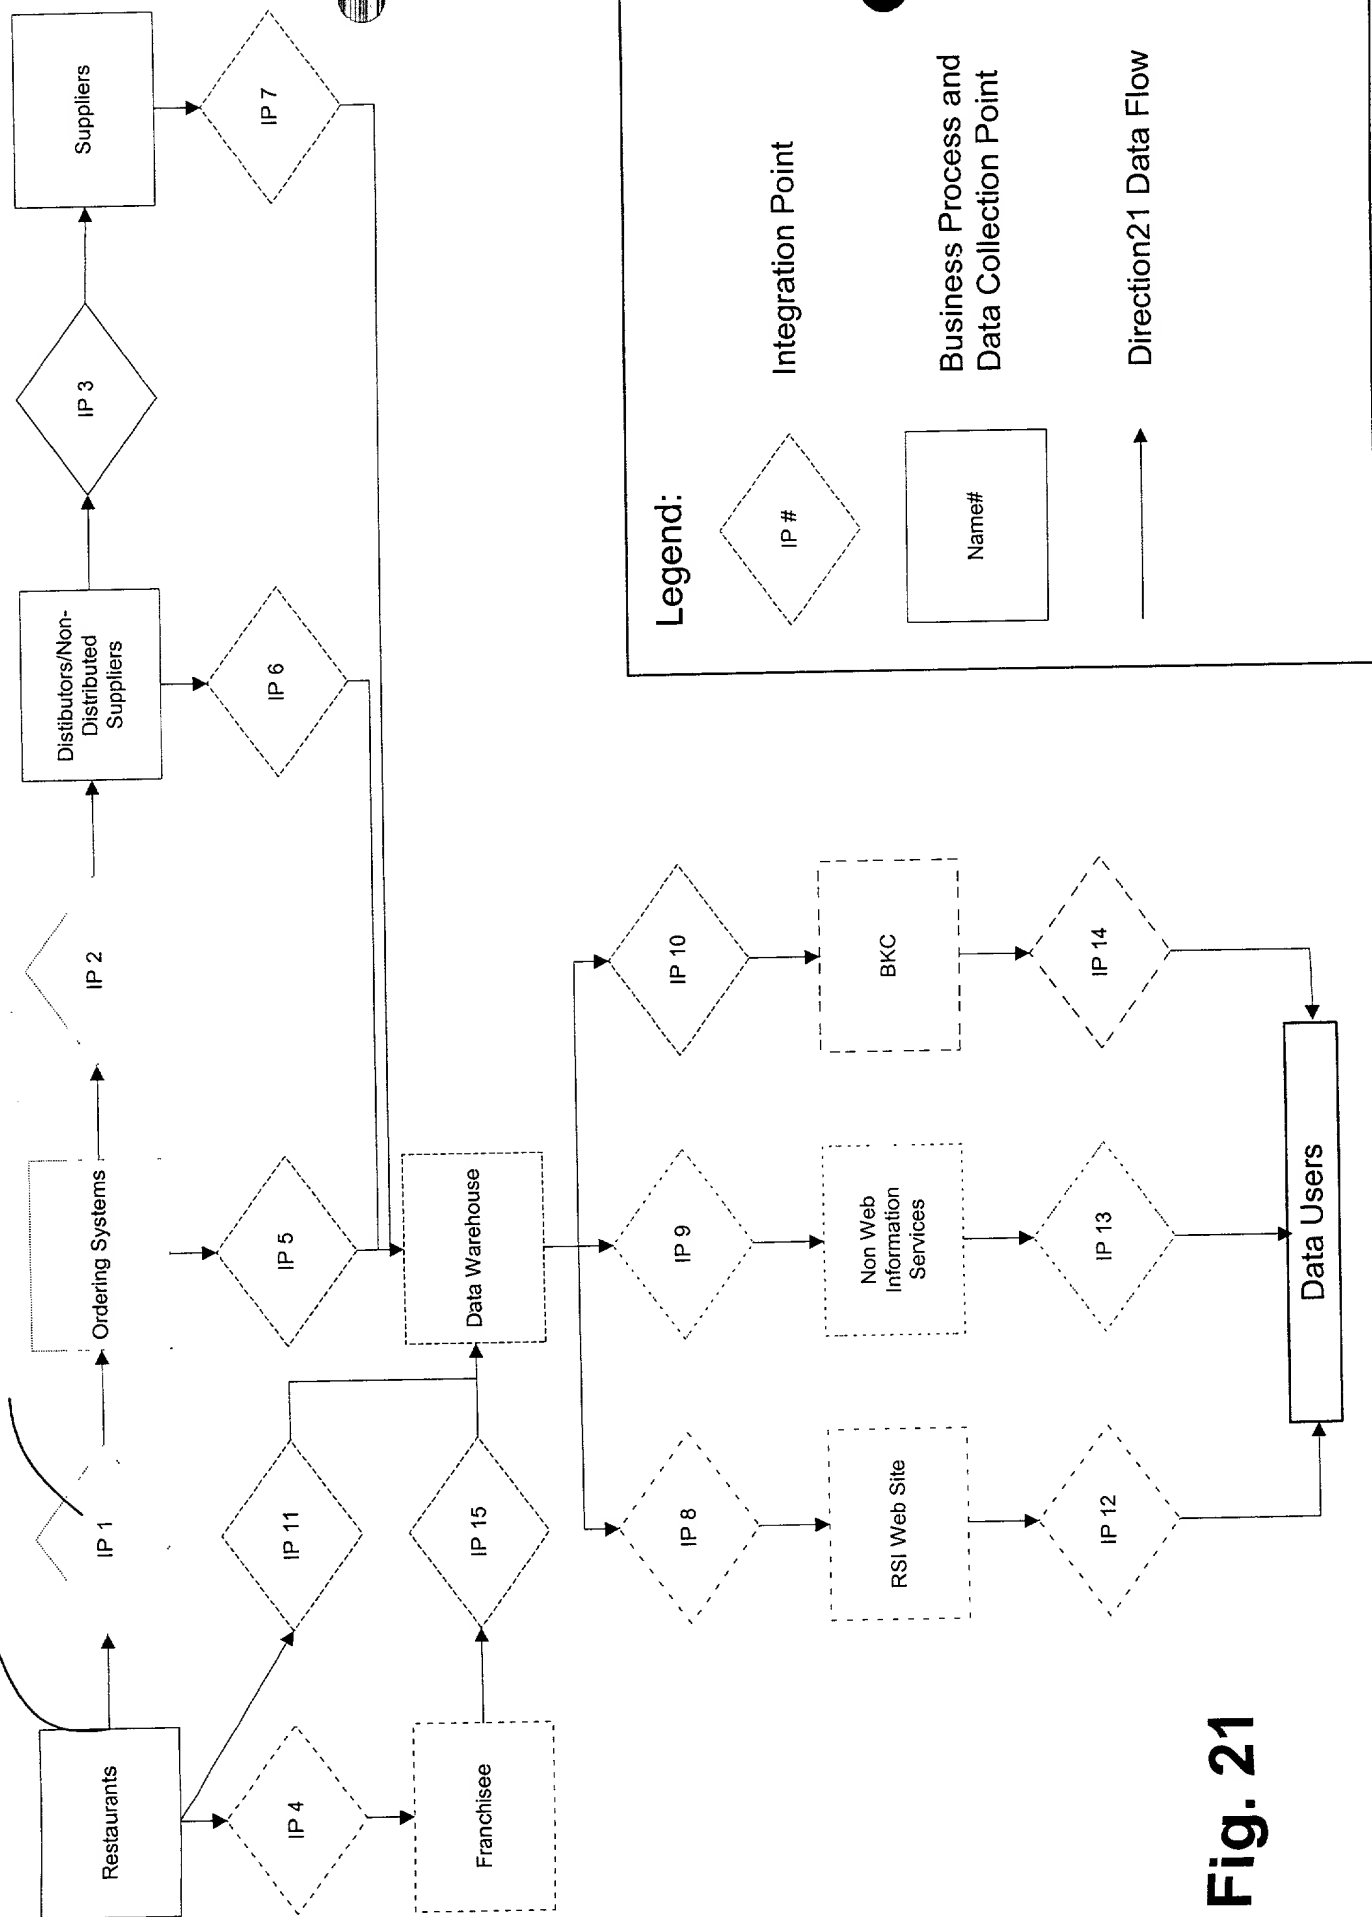 Restaurants
IP 1
Ordering Systems
IP 2
Distibutors/Non-
Distributed
Suppliers
IP 3
Suppliers
IP 4
IP 11
IP 5
IP 6
IP 7
Franchisee
IP 15
Data Warehouse
IP 8
IP 9
IP 10
RSI Web Site
Non Web
Information
Services
BKC
IP 12
IP 13
IP 14
Data Users
Legend:
IP #
Integration Point
Name#
Business Process and
Data Collection Point
Direction21 Data Flow
Fig. 21